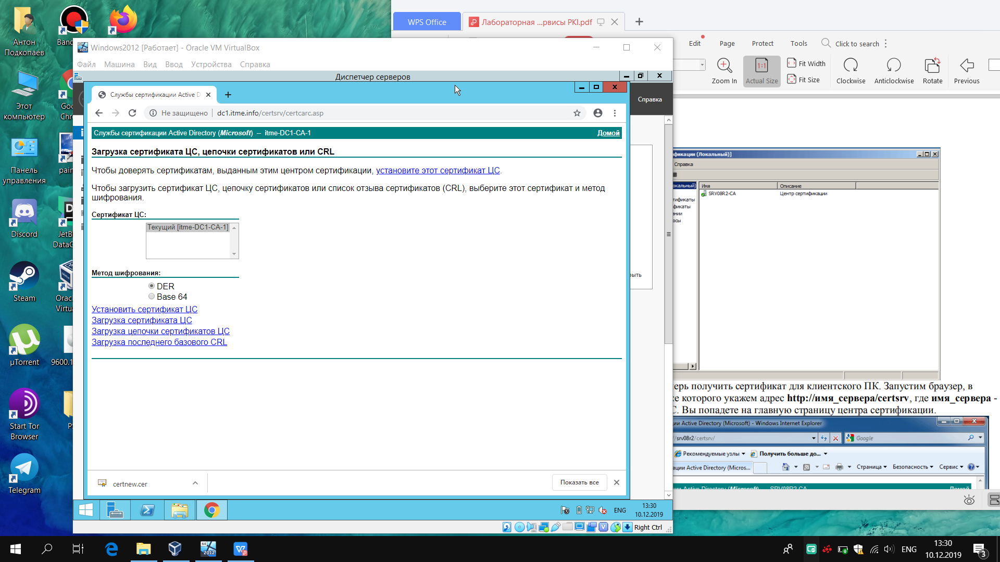 Антон
Подкопаев
Этот
компьютер
Панель
управления
pain
Discord
JetB
DataG
Steam
Orac
Virtu
µTorrent
9600.1
Start Tor
Browser
Telegram
WPS Office
Лабораторная ...рвисы PKI.pdf
Edit
Page
Protect
Tools
Click to search
Zoom In
1:1
Actual Size
Fit Width
Fit Size
Clockwise
Anticlockwise
Rotate
Previous
Windows2012 [Работает] - Oracle VM VirtualBox
Файл
Машина
Вид
Ввод
Устройства
Справка
Диспетчер серверов
Справка
Службы сертификации Active D
Не защищено
dc1.itme.info/certsrv/certcarc.asp
Службы сертификации Active Directory (Microsoft) -- itme-DC1-CA-1
Домой
Загрузка сертификата ЦС, цепочки сертификатов или CRL
Чтобы доверять сертификатам, выданным этим центром сертификации, установите этот сертификат ЦС.
Чтобы загрузить сертификат ЦС, цепочку сертификатов или список отзыва сертификатов (CRL), выберите этот сертификат и метод
шифрования.
Сертификат ЦС:
Текущий [itme-DC1-CA-1]
Метод шифрования:
DER
Base 64
Установить сертификат ЦС
Загрузка сертификата ЦС
Загрузка цепочки сертификатов ЦС
Загрузка последнего базового CRL
certnew.cer
Показать все
ENG
13:30
10.12.2019
Right Ctrl
фикации (Локальный)]
Справка
окальный)
Имя
Описание
SRV08R2-CA
Центр сертификации
тификаты
фикаты
ерь получить сертификат для клиентского ПК. Запустим браузер, в
ке которого укажем адрес http://имя_сервера/certsrv, где имя_сервера -
С. Вы попадете на главную страницу центра сертификации.
ии Active Directory (Microsoft) - Windows Internet Explorer
/srv08r2/certsrv/
Google
Рекомендуемые узлы
Получить больше до...
ации Active Directory (Micros...
Страница
Безопасность
Сервис
ии Active Directory (Microsoft) -- SRV08R2-CA
Домой
64
2012
ENG
13:30
10.12.2019
3